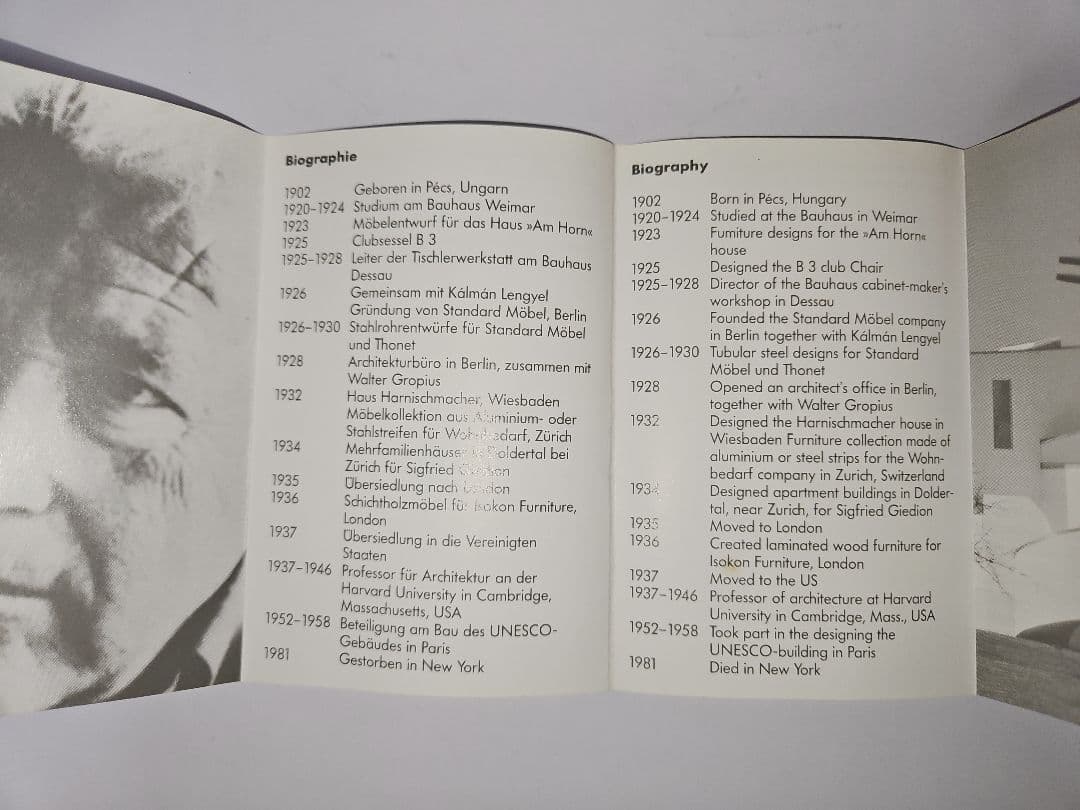 Biographie
1902 Geboren in Pécs, Ungarn
1920–1924 Studium am Bauhaus Weimar
1923 Möbelentwurf für das Haus »Am Horn«
1925 Clubsessel B 3
1925–1928 Leiter der Tischlerwerkstatt am Bauhaus
Dessau
1926 Gemeinsam mit Kálmán Lengyel
Gründung von Standard Möbel, Berlin
1926–1930 Stahlrohrentwürfe für Standard Möbel
und Thonet
1928 Architekturbüro in Berlin, zusammen mit
Walter Gropius
1932 Haus Harnischmacher, Wiesbaden
Möbelkollektion aus Aluminium- oder
Stahlstreifen für Wohnbedarf, Zürich
1934 Mehrfamilienhäuser in Doldertal bei
Zürich für Sigfried Giedion
1935 Übersiedlung nach London
1936 Schichtholzmöbel für Isokon Furniture,
London
1937 Übersiedlung in die Vereinigten
Staaten
1937–1946 Professor für Architektur an der
Harvard University in Cambridge,
Massachusetts, USA
1952–1958 Beteiligung am Bau des UNESCO-
Gebäudes in Paris
1981 Gestorben in New York
Biography
1902 Born in Pécs, Hungary
1920–1924 Studied at the Bauhaus in Weimar
1923 Furniture designs for the »Am Horn«
house
1925 Designed the B 3 club Chair
1925–1928 Director of the Bauhaus cabinet-maker's
workshop in Dessau
1926 Founded the Standard Möbel company
in Berlin together with Kálmán Lengyel
1926–1930 Tubular steel designs for Standard
Möbel und Thonet
1928 Opened an architect's office in Berlin,
together with Walter Gropius
1932 Designed the Harnischmacher house in
Wiesbaden Furniture collection made of
aluminium or steel strips for the Wohn-
bedarf company in Zurich, Switzerland
1934 Designed apartment buildings in Dolder-
tal, near Zurich, for Sigfried Giedion
1935 Moved to London
1936 Created laminated wood furniture for
Isokon Furniture, London
1937 Moved to the US
1937–1946 Professor of architecture at Harvard
University in Cambridge, Mass., USA
1952–1958 Took part in the designing the
UNESCO-building in Paris
1981 Died in New York